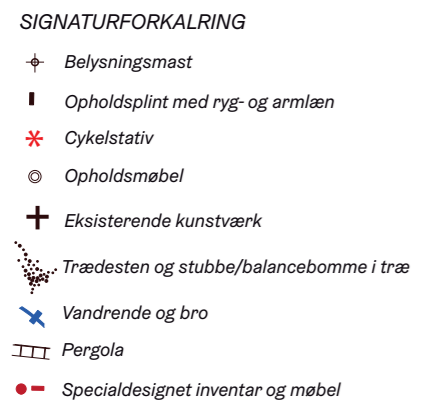 SIGNATURFORKALRING
Belysningsmast
Opholdsplint med ryg- og armlæn
Cykelstativ
Opholdsmøbel
Eksisterende kunstværk
Trædesten og stubbe/balancebomme i træ
Vandrende og bro
Pergola
Specialdesignet inventar og møbel